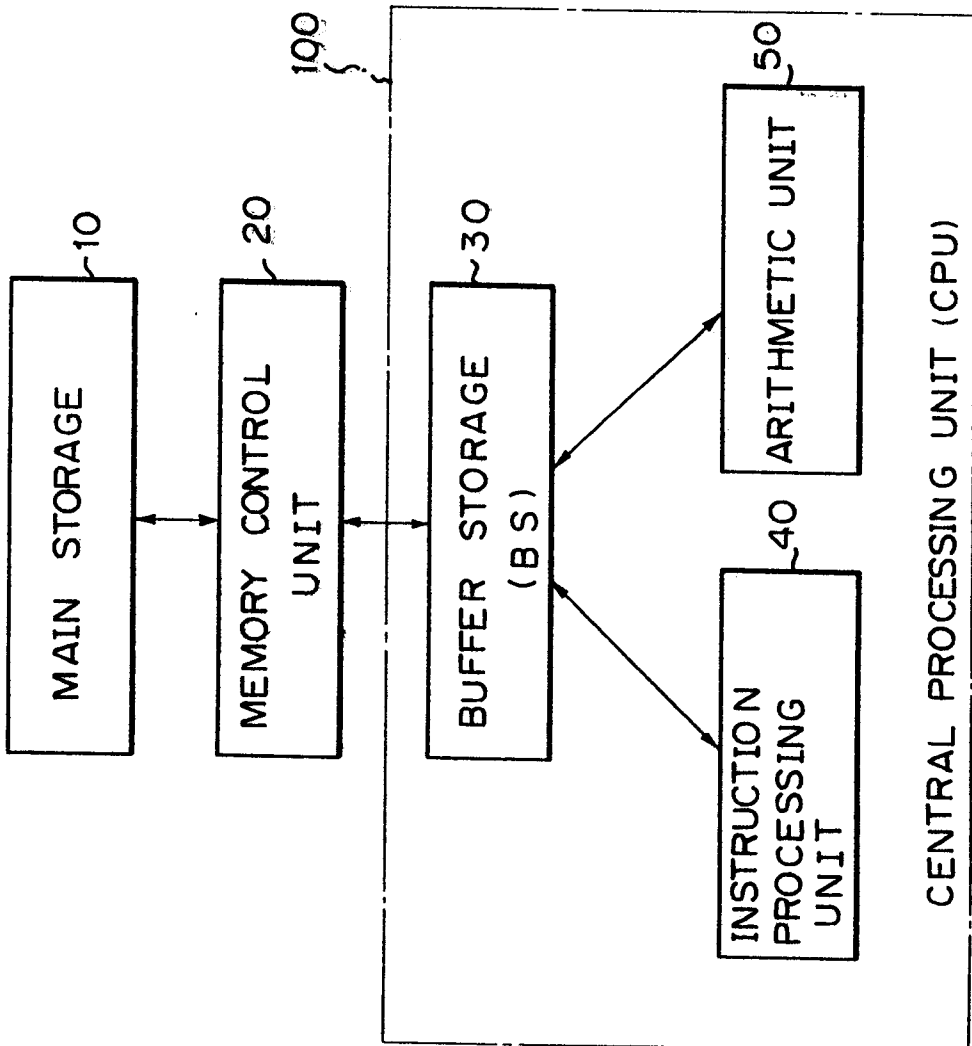 10
MAIN STORAGE
20
MEMORY CONTROL
UNIT
100
30
BUFFER STORAGE
(BS)
40
INSTRUCTION
PROCESSING
UNIT
50
ARITHMETIC UNIT
CENTRAL PROCESSING UNIT (CPU)